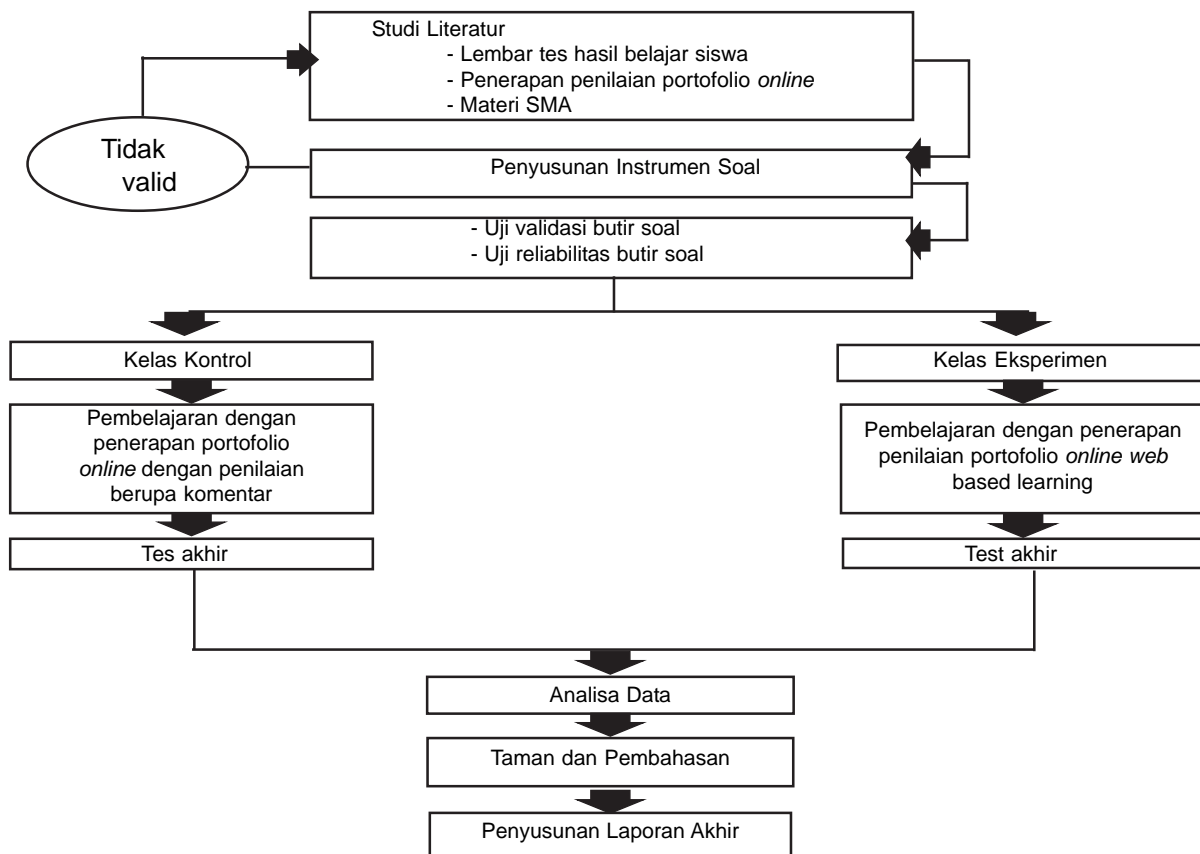 Studi Literatur
- Lembar tes hasil belajar siswa
- Penerapan penilaian portofolio online
- Materi SMA
Tidak
valid
Penyusunan Instrumen Soal
- Uji validasi butir soal
- Uji reliabilitas butir soal
Kelas Kontrol
Pembelajaran dengan
penerapan portofolio
online dengan penilaian
berupa komentar
Tes akhir
Kelas Eksperimen
Pembelajaran dengan penerapan
penilaian portofolio online web
based learning
Test akhir
Analisa Data
Taman dan Pembahasan
Penyusunan Laporan Akhir